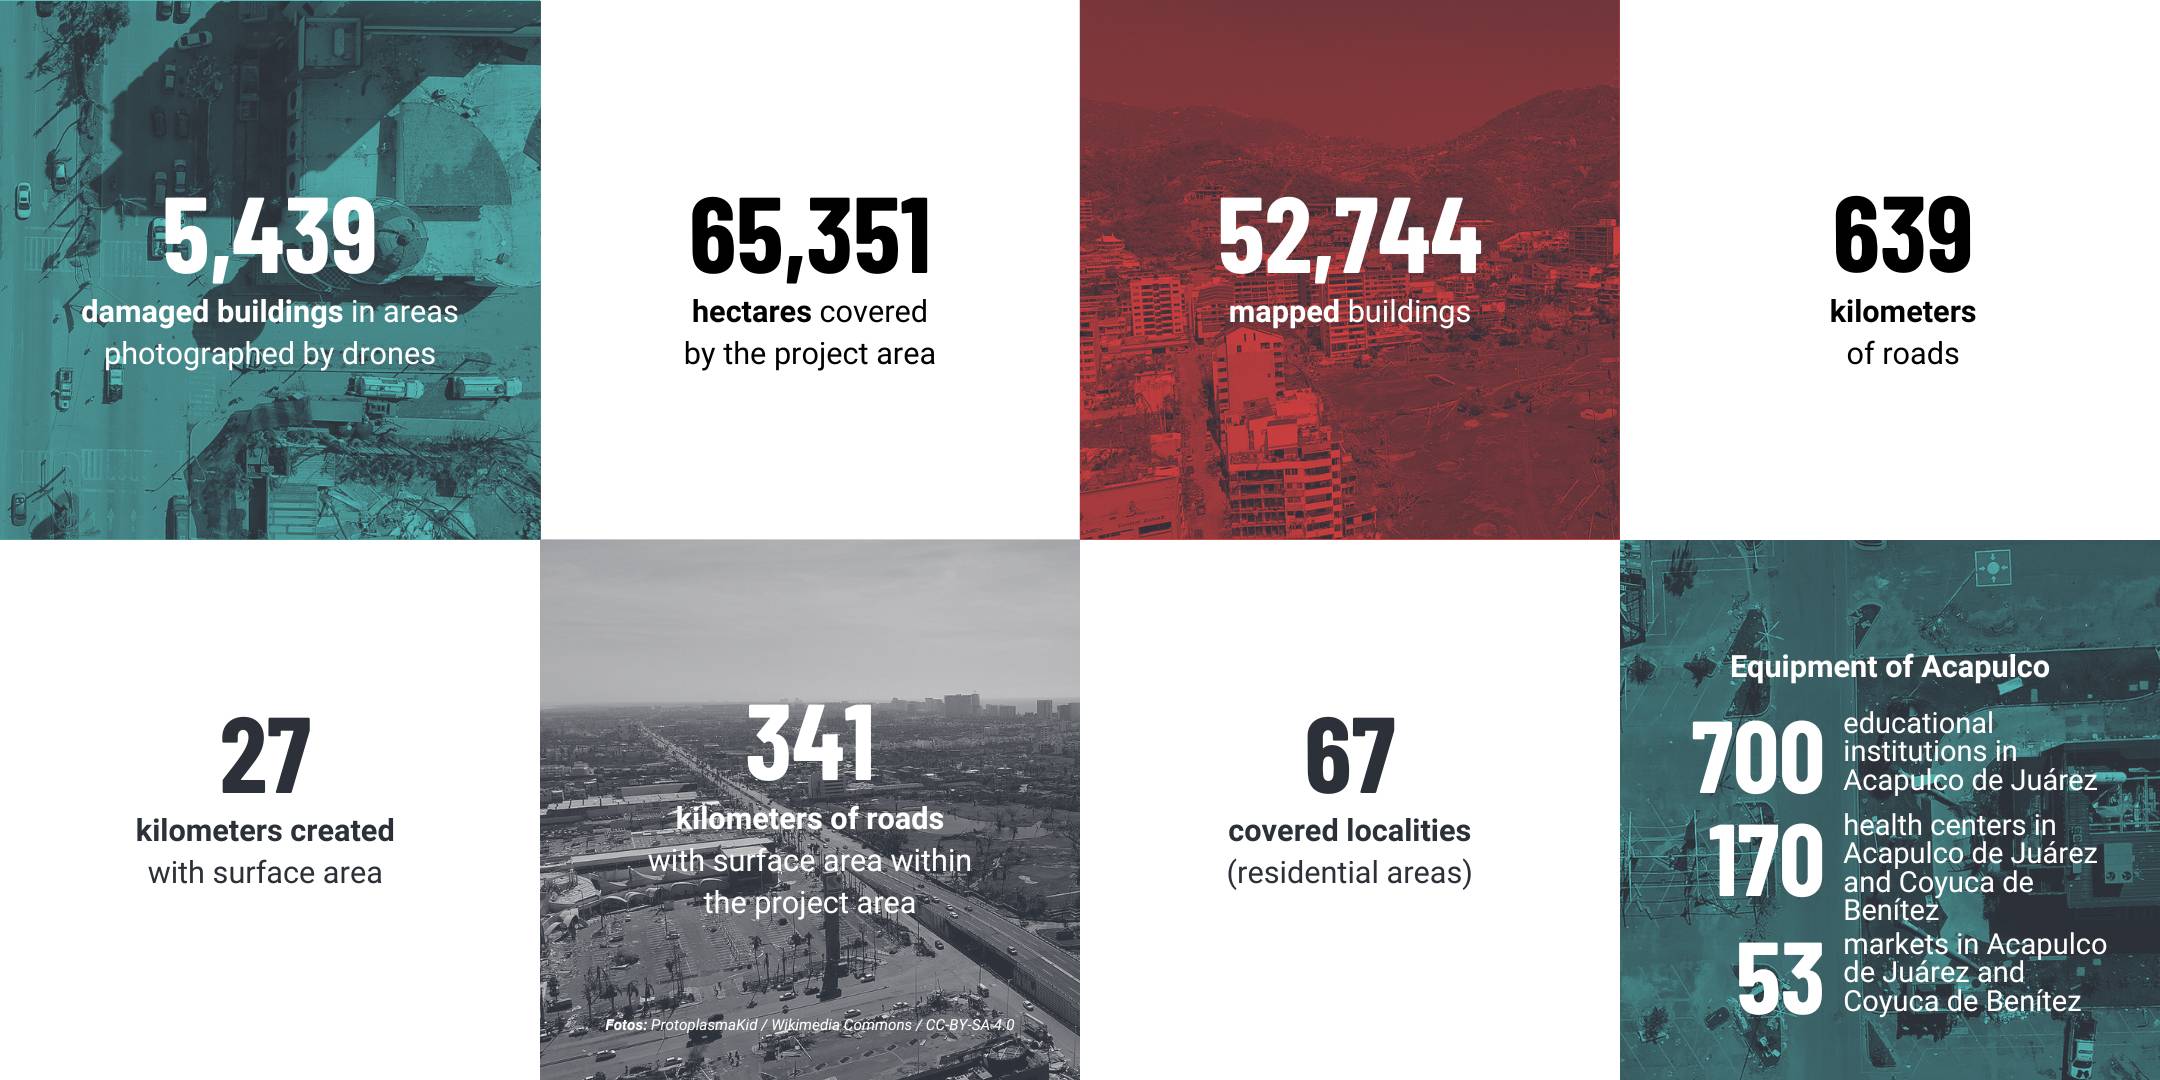 5,439
damaged buildings in areas
photographed by drones
65,351
hectares covered
by the project area
52,744
mapped buildings
639
kilometers
of roads
27
kilometers created
with surface area
341
kilometers of roads
with surface area within
the project area
Fotos: ProtoplasmaKid / Wikimedia Commons / CC-BY-SA 4.0
67
covered localities
(residential areas)
Equipment of Acapulco
700
educational
institutions in
Acapulco de Juárez
170
health centers in
Acapulco de Juárez
and Coyuca de
Benítez
53
markets in Acapulco
de Juárez and
Coyuca de Benítez